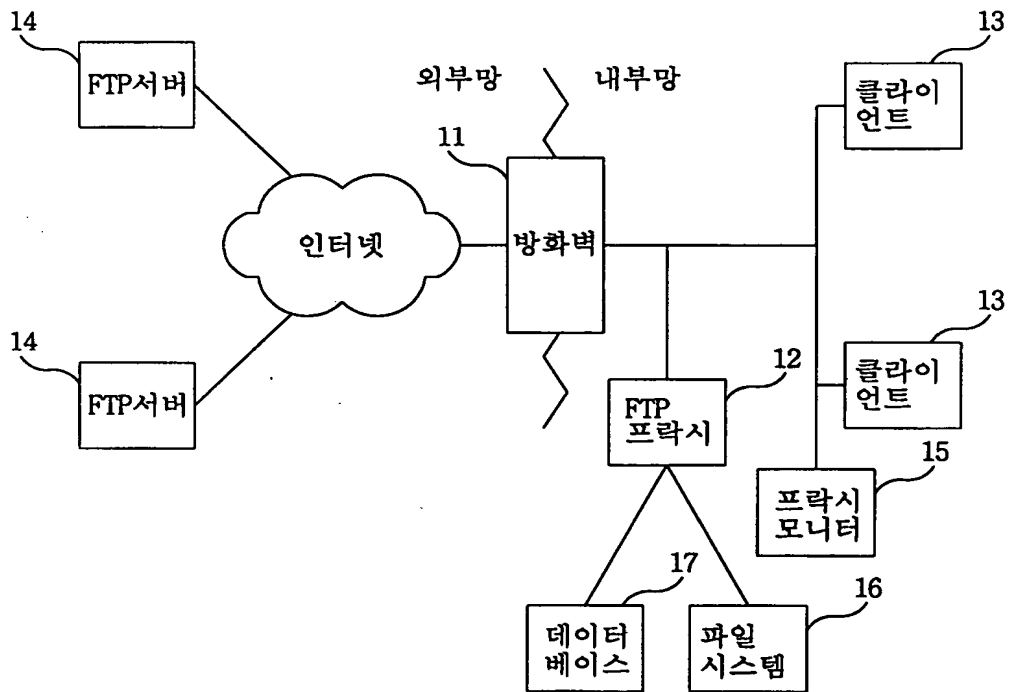 14
FTP서버
외부망
내부망
13
클라이
언트
11
인터넷
방화벽
14
FTP서버
12
FTP
프락시
13
클라이
언트
15
프락시
모니터
17
데이터
베이스
16
파일
시스템